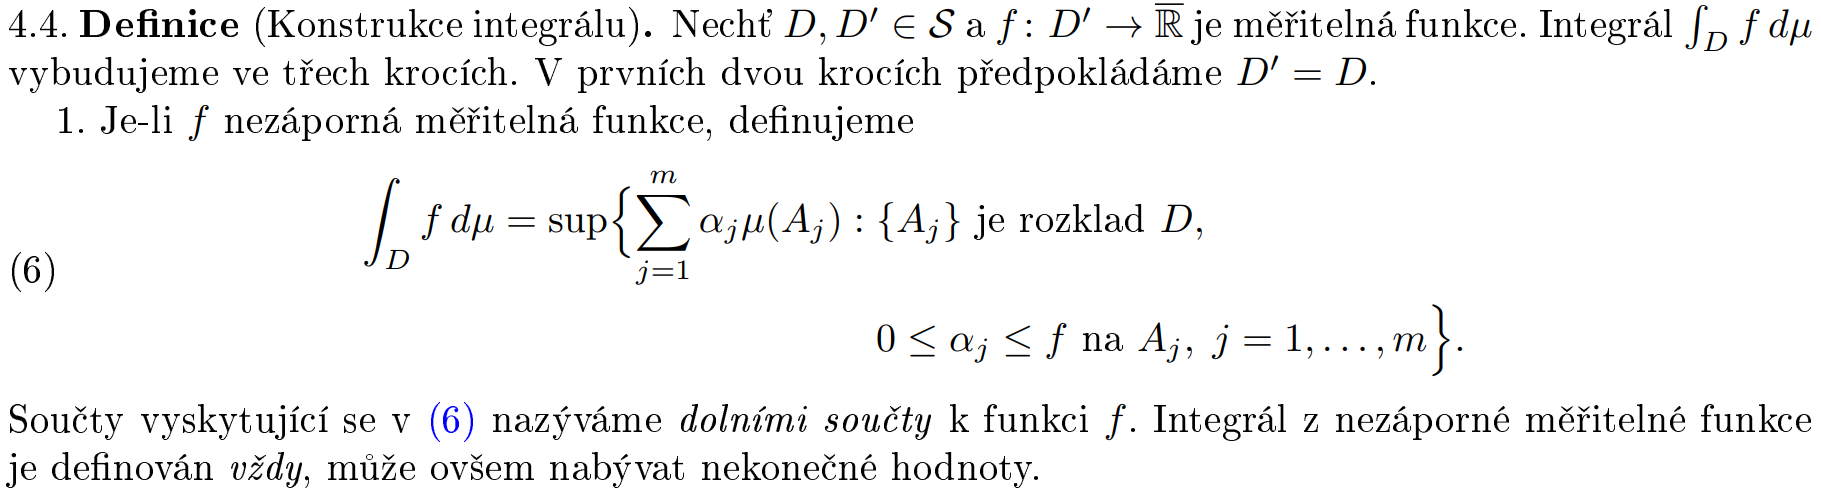 4.4. Definice (Konstrukce integrálu). Nechť D, D′ ∈ 𝒮 a f : D′ → ℝ̅ je měřitelná funkce. Integrál ∫_D f dμ
vybudujeme ve třech krocích. V prvních dvou krocích předpokládáme D′ = D.
1. Je-li f nezáporná měřitelná funkce, definujeme
∫_D f dμ = sup{∑_{j=1}^{m} α_j μ(A_j) : {A_j} je rozklad D,
(6)
0 ≤ α_j ≤ f na A_j, j = 1, . . . , m}.
Součty vyskytující se v (6) nazýváme dolními součty k funkci f. Integrál z nezáporné měřitelné funkce
je definován vždy, může ovšem nabývat nekonečné hodnoty.